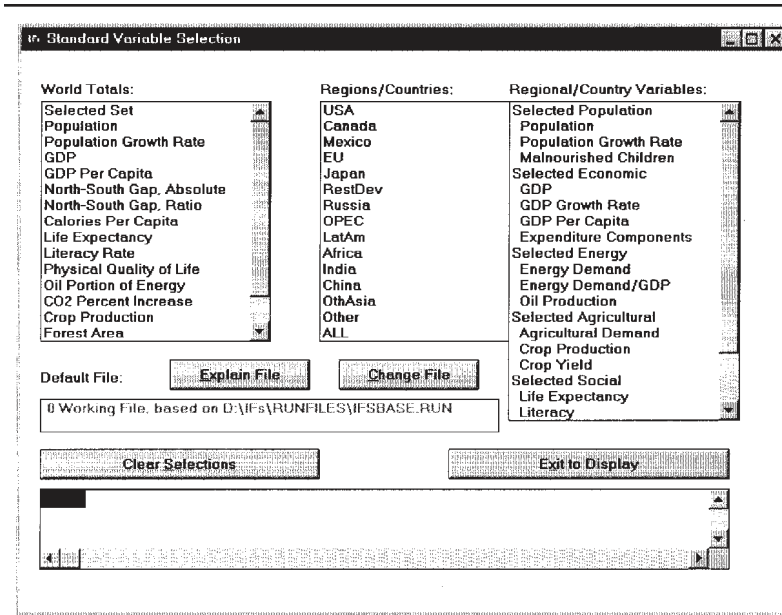 Standard Variable Selection
World Totals:
Selected Set
Population
Population Growth Rate
GDP
GDP Per Capita
North-South Gap, Absolute
North-South Gap, Ratio
Calories Per Capita
Life Expectancy
Literacy Rate
Physical Quality of Life
Oil Portion of Energy
CO2 Percent Increase
Crop Production
Forest Area
Regions/Countries:
USA
Canada
Mexico
EU
Japan
RestDev
Russia
OPEC
LatAm
Africa
India
China
OthAsia
Other
ALL
Regional/Country Variables:
Selected Population
Population
Population Growth Rate
Malnourished Children
Selected Economic
GDP
GDP Growth Rate
GDP Per Capita
Expenditure Components
Selected Energy
Energy Demand
Energy Demand/GDP
Oil Production
Selected Agricultural
Agricultural Demand
Crop Production
Crop Yield
Selected Social
Life Expectancy
Literacy
Default File:
Explain File
Change File
0 Working File, based on D:\IFs\RUNFILES\IFSBASE.RUN
Clear Selections
Exit to Display